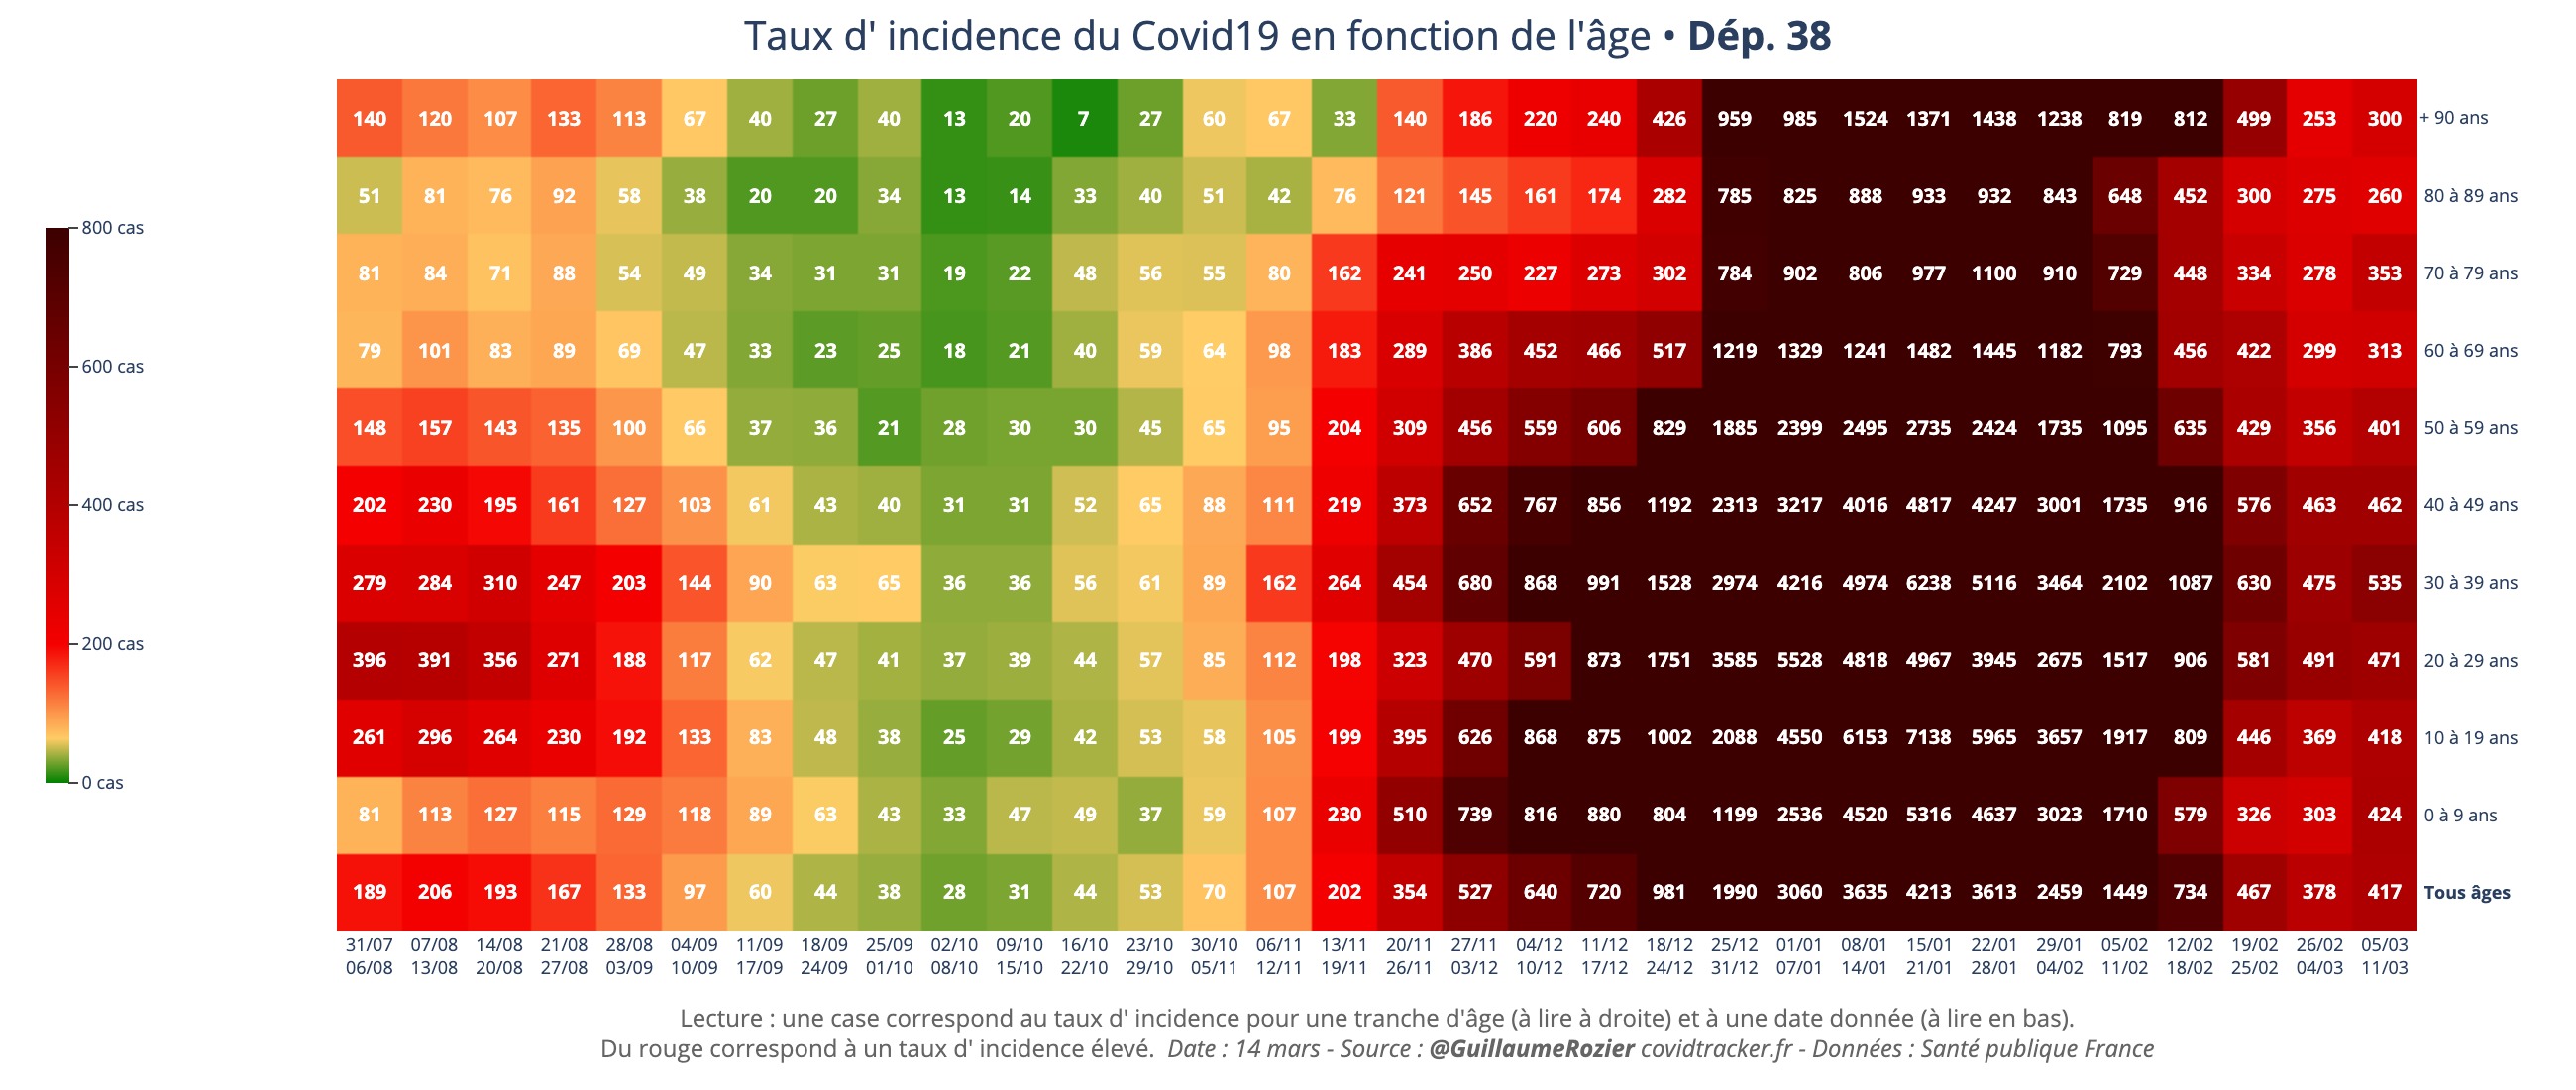 Taux d' incidence du Covid19 en fonction de l'âge • Dép. 38
140 120 107 133 113 67 40 27 40 13 20 7 27 60 67 33 140 186 220 240 426 959 985 1524 1371 1438 1238 819 812 499 253 300 + 90 ans
51 81 76 92 58 38 20 20 34 13 14 33 40 51 42 76 121 145 161 174 282 785 825 888 933 932 843 648 452 300 275 260 80 à 89 ans
800 cas
81 84 71 88 54 49 34 31 31 19 22 48 56 55 80 162 241 250 227 273 302 784 902 806 977 1100 910 729 448 334 278 353 70 à 79 ans
79 101 83 89 69 47 33 23 25 18 21 40 59 64 98 183 289 386 452 466 517 1219 1329 1241 1482 1445 1182 793 456 422 299 313 60 à 69 ans
600 cas
148 157 143 135 100 66 37 36 21 28 30 30 45 65 95 204 309 456 559 606 829 1885 2399 2495 2735 2424 1735 1095 635 429 356 401 50 à 59 ans
400 cas
202 230 195 161 127 103 61 43 40 31 31 52 65 88 111 219 373 652 767 856 1192 2313 3217 4016 4817 4247 3001 1735 916 576 463 462 40 à 49 ans
279 284 310 247 203 144 90 63 65 36 36 56 61 89 162 264 454 680 868 991 1528 2974 4216 4974 6238 5116 3464 2102 1087 630 475 535 30 à 39 ans
200 cas
396 391 356 271 188 117 62 47 41 37 39 44 57 85 112 198 323 470 591 873 1751 3585 5528 4818 4967 3945 2675 1517 906 581 491 471 20 à 29 ans
261 296 264 230 192 133 83 48 38 25 29 42 53 58 105 199 395 626 868 875 1002 2088 4550 6153 7138 5965 3657 1917 809 446 369 418 10 à 19 ans
0 cas
81 113 127 115 129 118 89 63 43 33 47 49 37 59 107 230 510 739 816 880 804 1199 2536 4520 5316 4637 3023 1710 579 326 303 424 0 à 9 ans
189 206 193 167 133 97 60 44 38 28 31 44 53 70 107 202 354 527 640 720 981 1990 3060 3635 4213 3613 2459 1449 734 467 378 417 Tous âges
31/07 07/08 14/08 21/08 28/08 04/09 11/09 18/09 25/09 02/10 09/10 16/10 23/10 30/10 06/11 13/11 20/11 27/11 04/12 11/12 18/12 25/12 01/01 08/01 15/01 22/01 29/01 05/02 12/02 19/02 26/02 05/03
06/08 13/08 20/08 27/08 03/09 10/09 17/09 24/09 01/10 08/10 15/10 22/10 29/10 05/11 12/11 19/11 26/11 03/12 10/12 17/12 24/12 31/12 07/01 14/01 21/01 28/01 04/02 11/02 18/02 25/02 04/03 11/03
Lecture : une case correspond au taux d' incidence pour une tranche d'âge (à lire à droite) et à une date donnée (à lire en bas).
Du rouge correspond à un taux d' incidence élevé. Date : 14 mars - Source : @GuillaumeRozier covidtracker.fr - Données : Santé publique France